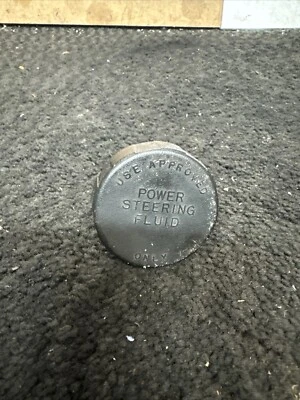 USE APPROVED
POWER
STEERING
FLUID
ONLY